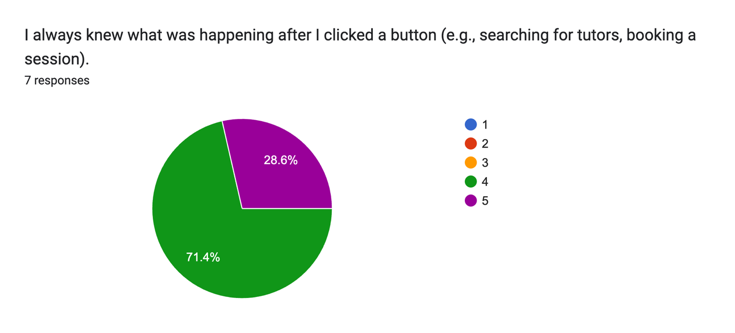 I always knew what was happening after I clicked a button (e.g., searching for tutors, booking a
session).
7 responses
28.6%
71.4%
1
2
3
4
5